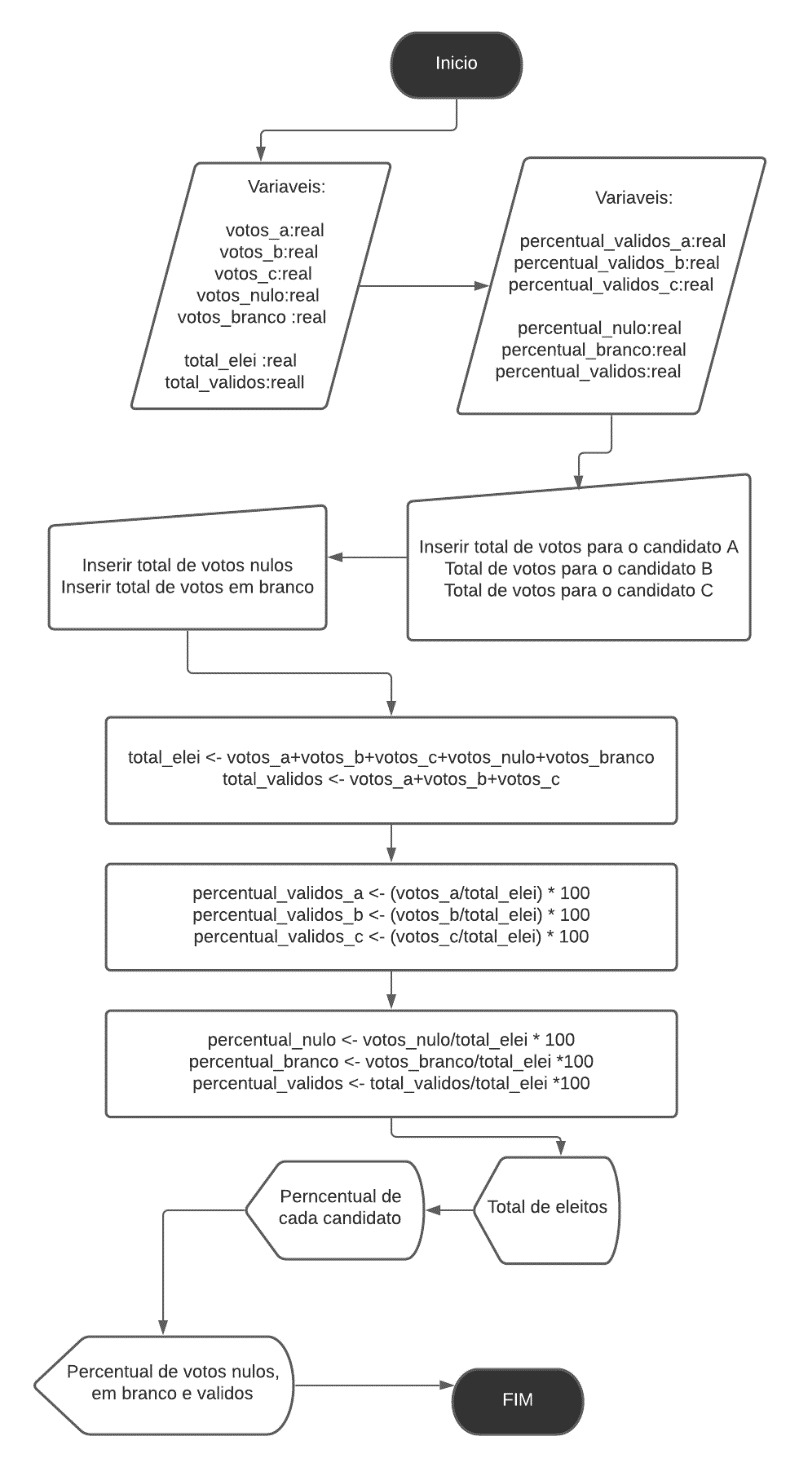 Inicio
Variaveis:
votos_a:real
votos_b:real
votos_c:real
votos_nulo:real
votos_branco :real
total_elei :real
total_validos:reall
Variaveis:
percentual_validos_a:real
percentual_validos_b:real
percentual_validos_c:real
percentual_nulo:real
percentual_branco:real
percentual_validos:real
Inserir total de votos para o candidato A
Total de votos para o candidato B
Total de votos para o candidato C
Inserir total de votos nulos
Inserir total de votos em branco
total_elei <- votos_a+votos_b+votos_c+votos_nulo+votos_branco
total_validos <- votos_a+votos_b+votos_c
percentual_validos_a <- (votos_a/total_elei) * 100
percentual_validos_b <- (votos_b/total_elei) * 100
percentual_validos_c <- (votos_c/total_elei) * 100
percentual_nulo <- votos_nulo/total_elei * 100
percentual_branco <- votos_branco/total_elei *100
percentual_validos <- total_validos/total_elei *100
Total de eleitos
Perncentual de
cada candidato
Percentual de votos nulos,
em branco e validos
FIM